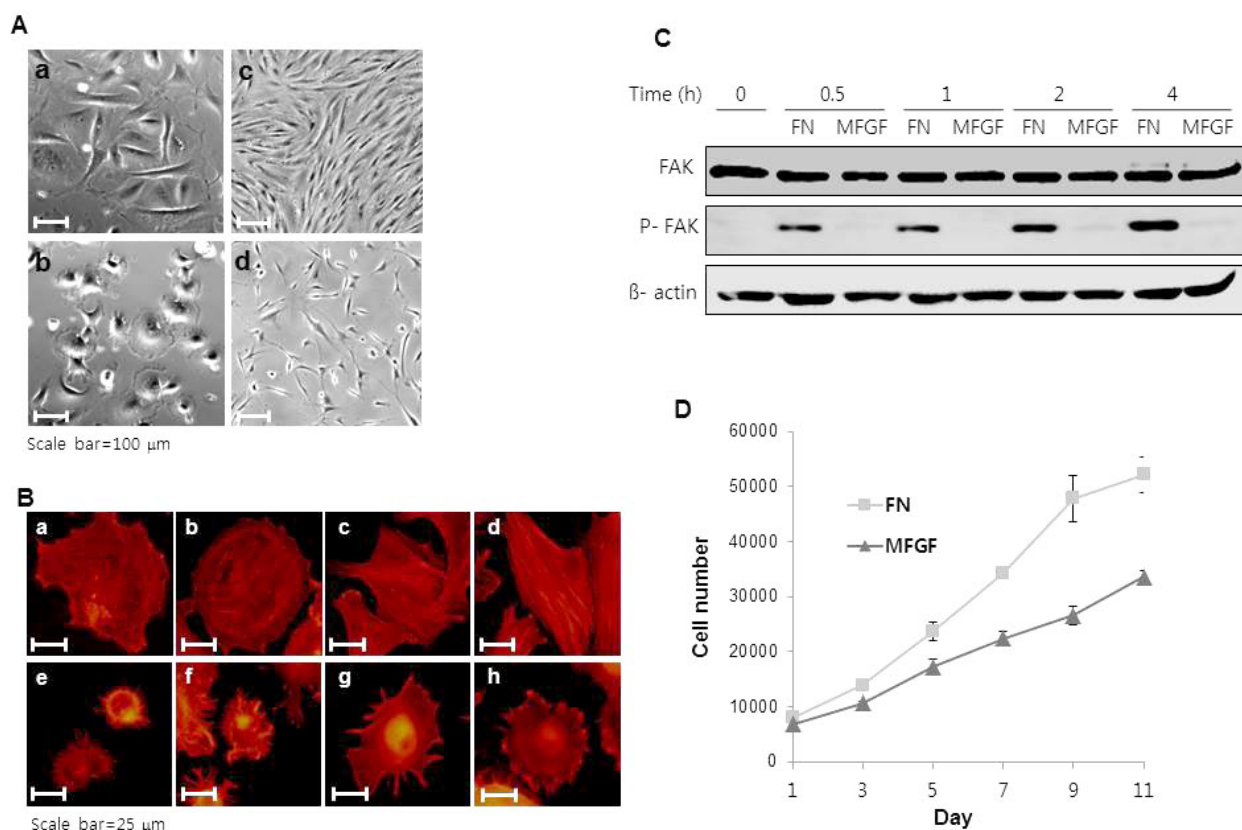 A
a
c
b
d
Scale bar=100 μm
B
a b c d
e f g h
Scale bar=25 μm
C
Time (h) 0 0.5 1 2 4
FN MFGF FN MFGF FN MFGF FN MFGF
FAK
P- FAK
ß- actin
D
Cell number
60000
50000
40000
30000
20000
10000
0
FN
MFGF
1 3 5 7 9 11
Day